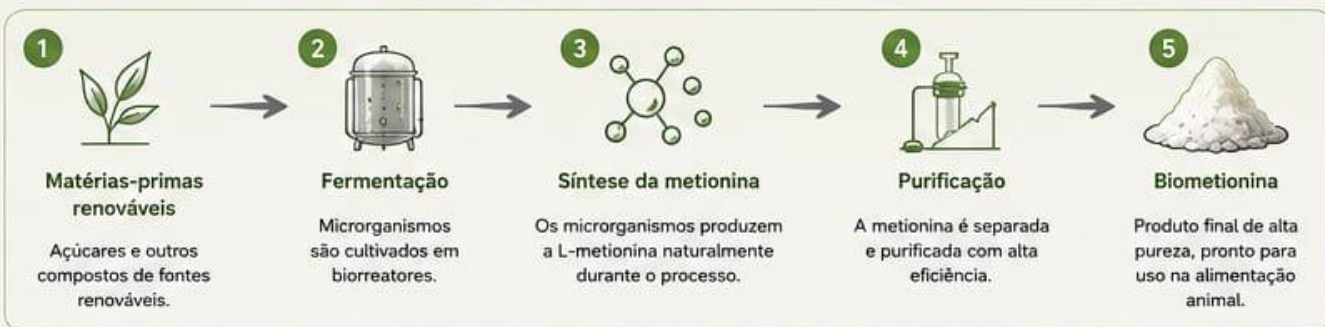 1
Matérias-primas
renováveis
Açúcares e outros
compostos de fontes
renováveis.
2
Fermentação
Microrganismos
são cultivados em
biorreatores.
3
Síntese da metionina
Os microrganismos produzem
a L-metionina naturalmente
durante o processo.
4
Purificação
A metionina é separada
e purificada com alta
eficiência.
5
Biometionina
Produto final de alta
pureza, pronto para
uso na alimentação
animal.